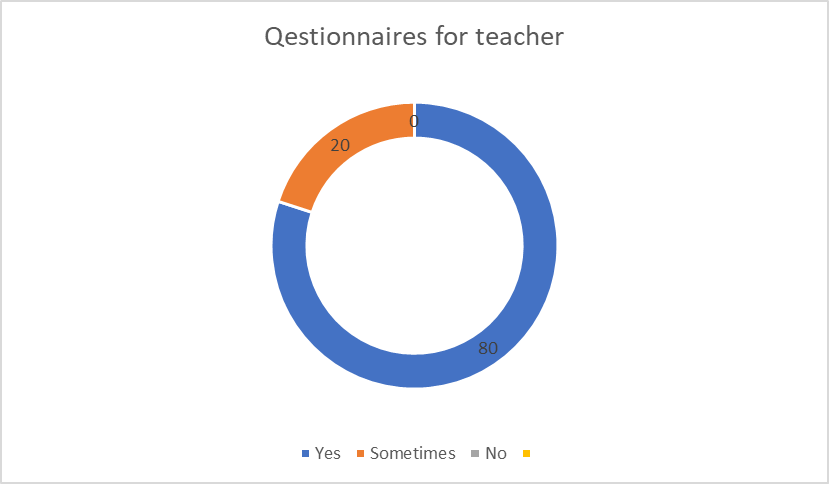 Qestionnaires for teacher
0
20
80
Yes Sometimes No